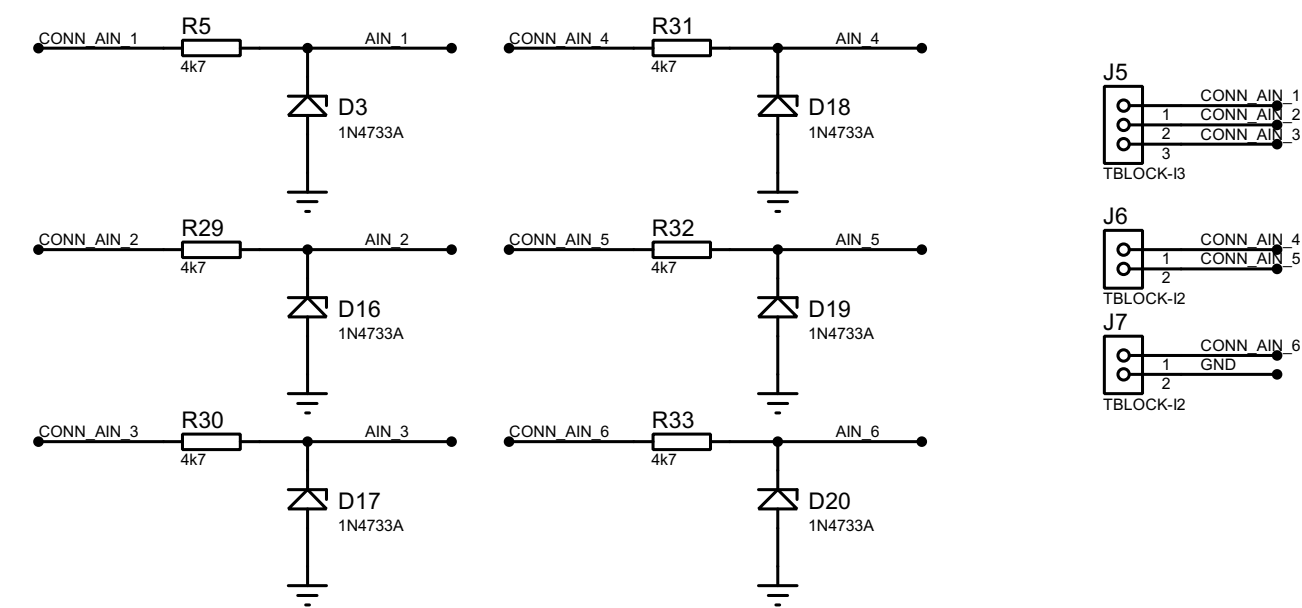 R5
CONN_AIN_1
AIN_1
4k7
D3
1N4733A
R31
CONN_AIN_4
AIN_4
4k7
D18
1N4733A
R29
CONN_AIN_2
AIN_2
4k7
D16
1N4733A
R32
CONN_AIN_5
AIN_5
4k7
D19
1N4733A
R30
CONN_AIN_3
AIN_3
4k7
D17
1N4733A
R33
CONN_AIN_6
AIN_6
4k7
D20
1N4733A
J5
CONN_AIN_1
1
CONN_AIN_2
2
CONN_AIN_3
3
TBLOCK-I3
J6
CONN_AIN_4
1
CONN_AIN_5
2
TBLOCK-I2
J7
CONN_AIN_6
1
GND
2
TBLOCK-I2